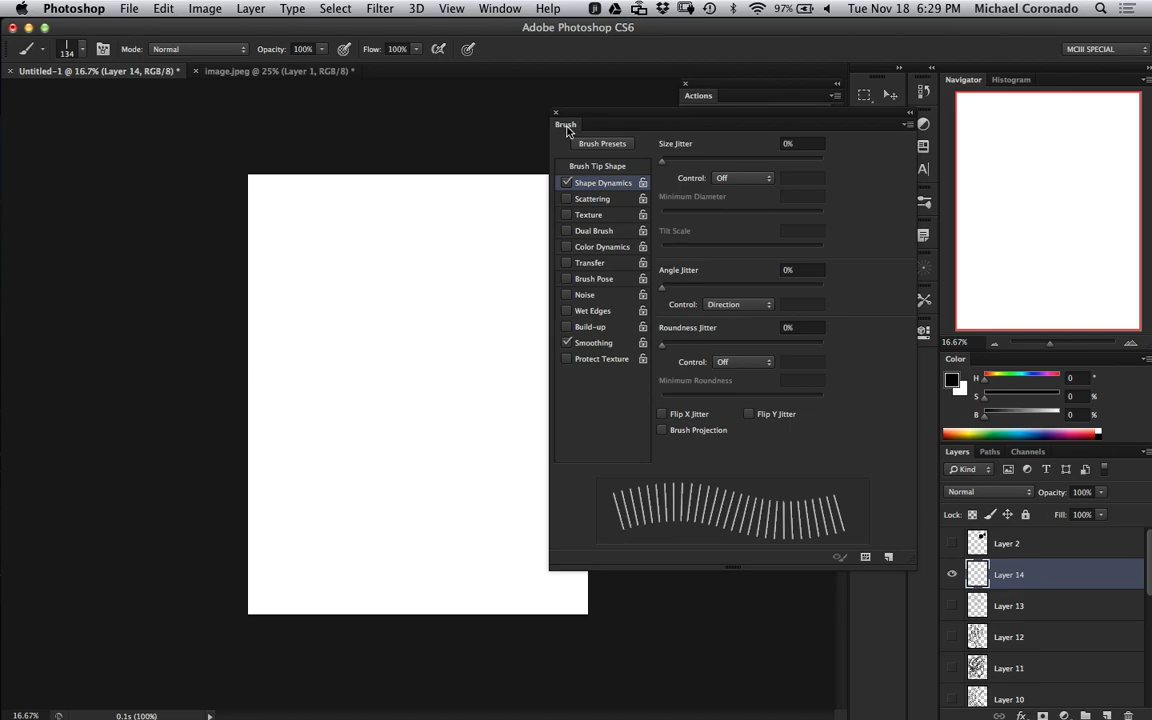 Photoshop File Edit Image Layer Type Select Filter 3D View Window Help 97% Tue Nov 18 6:29 PM Michael Coronado
Adobe Photoshop CS6
134 Mode: Normal Opacity: 100% Flow: 100% MCIII SPECIAL
× Untitled-1 @ 16.7% (Layer 14, RGB/8) * × image.jpeg @ 25% (Layer 1, RGB/8) *
Actions
Navigator Histogram
Brush
Brush Presets Size Jitter 0%
Brush Tip Shape
Shape Dynamics Control: Off
Scattering Minimum Diameter
Texture
Dual Brush Tilt Scale
Color Dynamics
Transfer Angle Jitter 0%
Brush Pose
Noise Control: Direction
Wet Edges
Build-up Roundness Jitter 0%
Smoothing
Protect Texture Control: Off
Minimum Roundness
Flip X Jitter Flip Y Jitter
Brush Projection
16.67%
Color
H 0 °
S 0 %
B 0 %
Layers Paths Channels
Kind
Normal Opacity: 100%
Lock: Fill: 100%
Layer 2
Layer 14
Layer 13
Layer 12
Layer 11
Layer 10
16.67% 0.1s (100%)